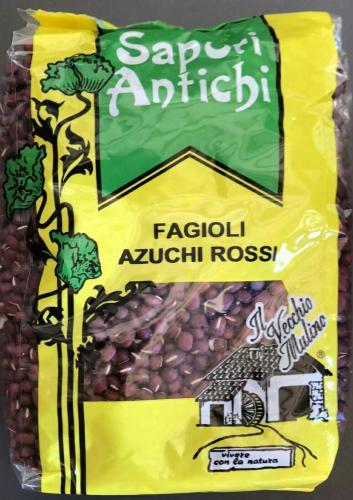 Sapori
Antichi
FAGIOLI
AZUCHI ROSSI
Il
Vecchio
Mulino
®
vivere
con la natura